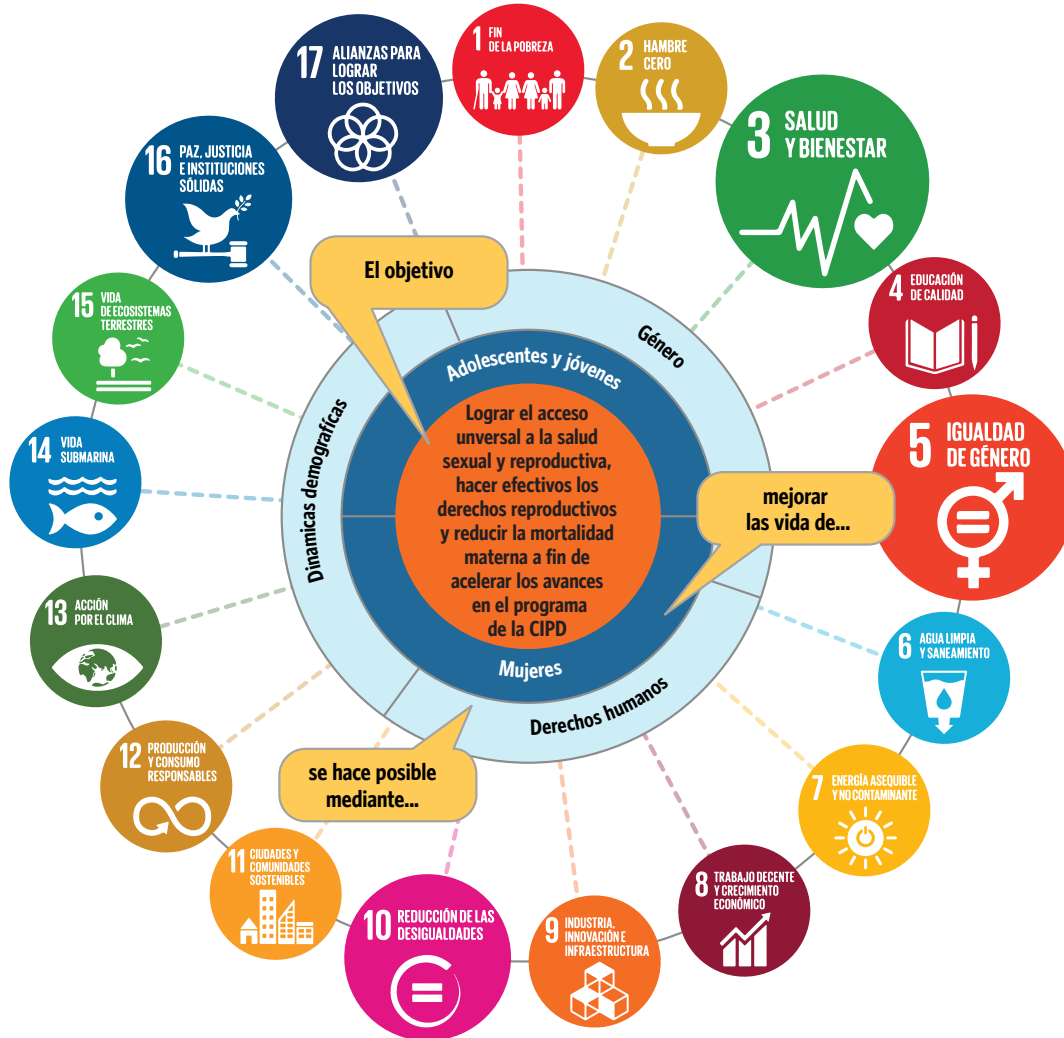 1 FIN
DE LA POBREZA
2 HAMBRE
CERO
3 SALUD
Y BIENESTAR
4 EDUCACIÓN
DE CALIDAD
5 IGUALDAD
DE GÉNERO
6 AGUA LIMPIA
Y SANEAMIENTO
7 ENERGÍA ASEQUIBLE
Y NO CONTAMINANTE
8 TRABAJO DECENTE
Y CRECIMIENTO
ECONÓMICO
9 INDUSTRIA,
INNOVACIÓN E
INFRAESTRUCTURA
10 REDUCCIÓN DE LAS
DESIGUALDADES
11 CIUDADES Y
COMUNIDADES
SOSTENIBLES
12 PRODUCCIÓN
Y CONSUMO
RESPONSABLES
13 ACCIÓN
POR EL CLIMA
14 VIDA
SUBMARINA
15 VIDA
DE ECOSISTEMAS
TERRESTRES
16 PAZ, JUSTICIA
E INSTITUCIONES
SÓLIDAS
17 ALIANZAS PARA
LOGRAR
LOS OBJETIVOS
El objetivo
Lograr el acceso
unversal a la salud
sexual y reproductiva,
hacer efectivos los
derechos reproductivos
y reducir la mortalidad
materna a fin de
acelerar los avances
en el programa
de la CIPD
mejorar
las vida de...
Adolescentes y jóvenes
Mujeres
se hace posible
mediante...
Género
Derechos humanos
Dinamicas demografícas